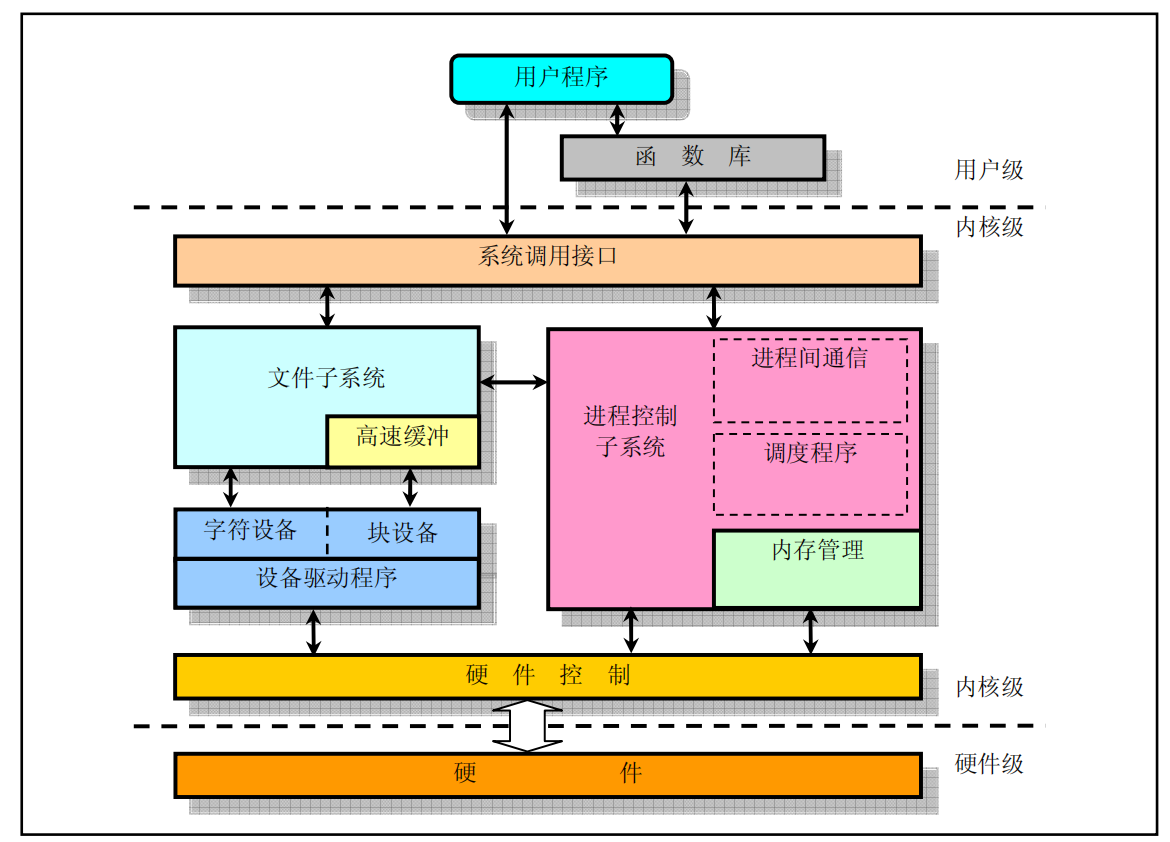 用户程序
函 数 库
用户级
内核级
系统调用接口
文件子系统
高速缓冲
进程控制
子系统
进程间通信
调度程序
内存管理
字符设备
块设备
设备驱动程序
硬 件 控 制
内核级
硬件级
硬 件